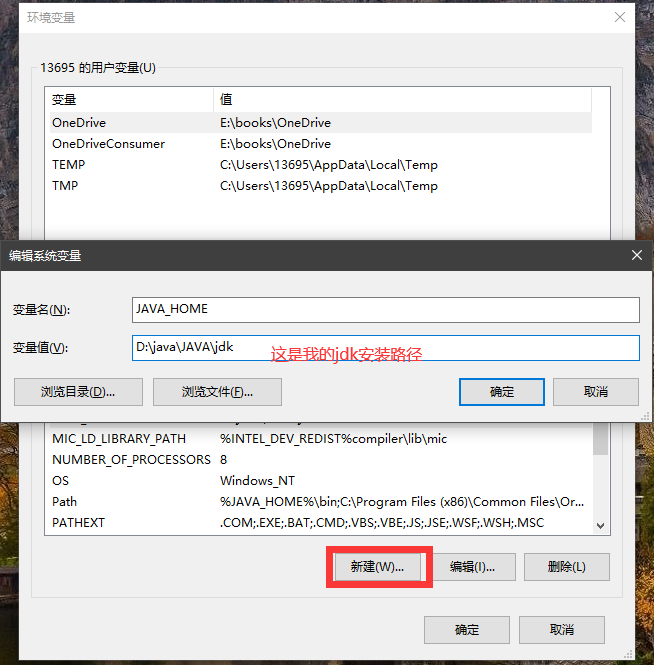 环境变量
13695 的用户变量(U)
变量 值
OneDrive E:\books\OneDrive
OneDriveConsumer E:\books\OneDrive
TEMP C:\Users\13695\AppData\Local\Temp
TMP C:\Users\13695\AppData\Local\Temp
编辑系统变量
变量名(N): JAVA_HOME
变量值(V): D:\java\JAVA\jdk 这是我的jdk安装路径
浏览目录(D)... 浏览文件(F)... 确定 取消
MIC_LD_LIBRARY_PATH %INTEL_DEV_REDIST%compiler\lib\mic
NUMBER_OF_PROCESSORS 8
OS Windows_NT
Path %JAVA_HOME%\bin;C:\Program Files (x86)\Common Files\Or...
PATHEXT .COM;.EXE;.BAT;.CMD;.VBS;.VBE;.JS;.JSE;.WSF;.WSH;.MSC
新建(W)... 编辑(I)... 删除(L)
确定 取消